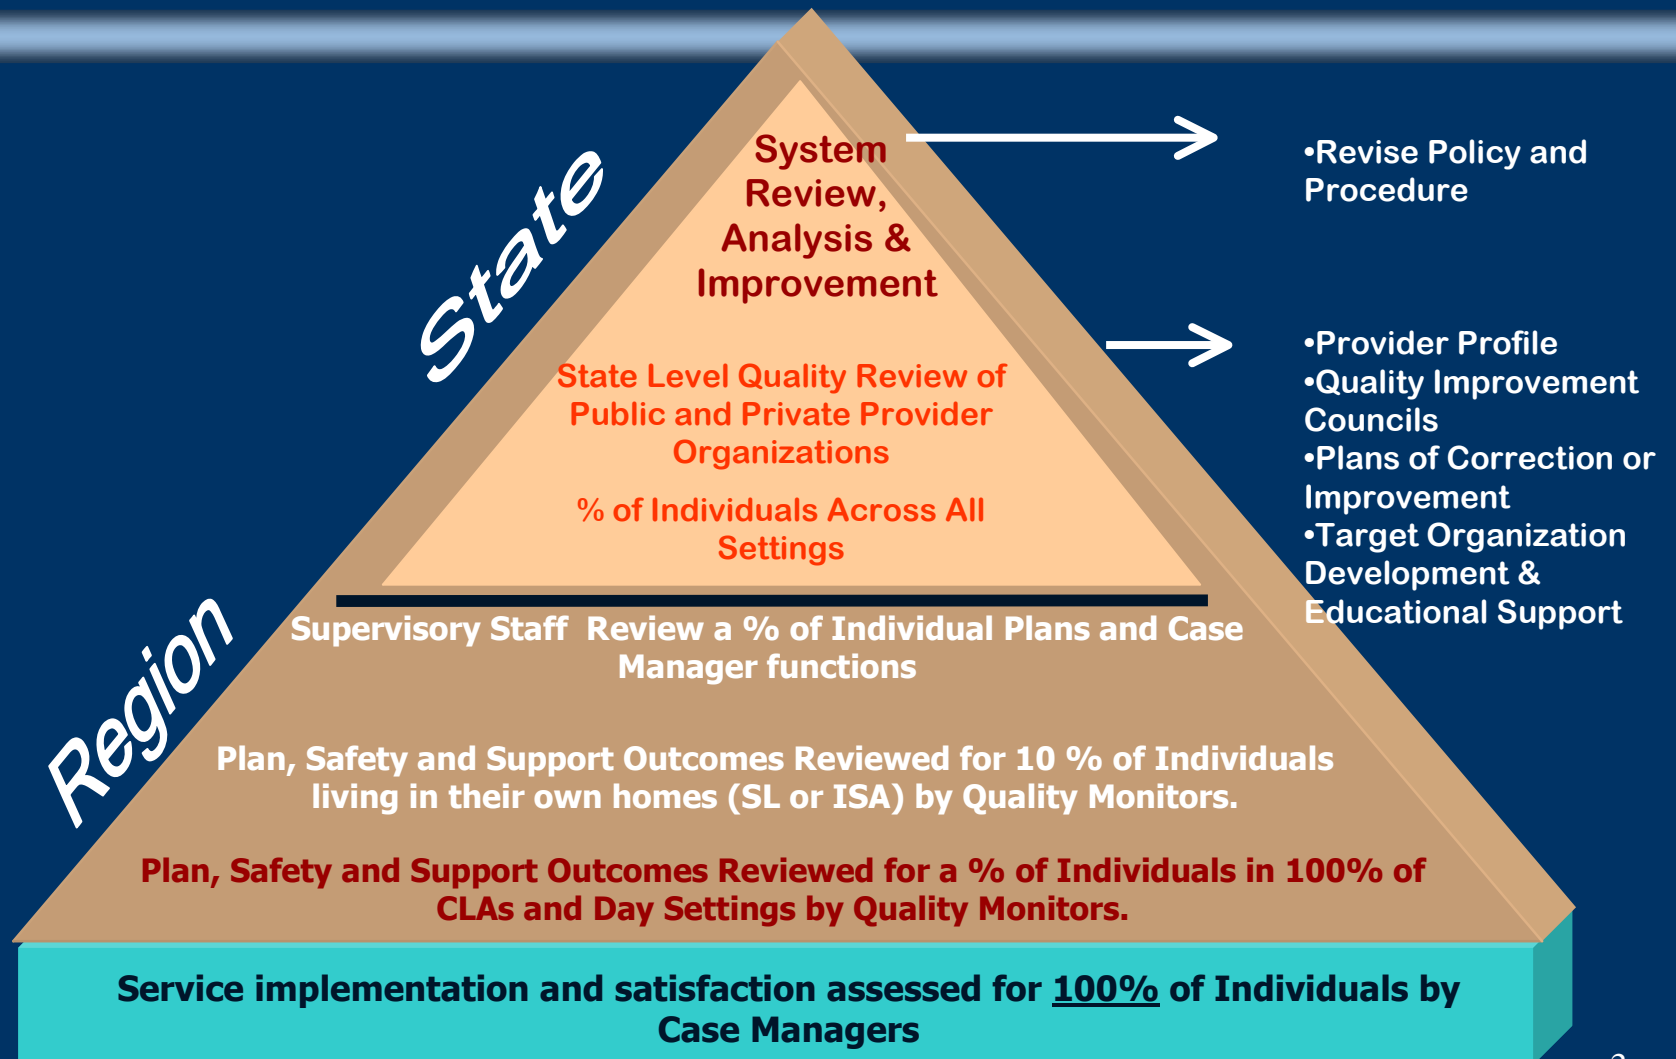 State
System
Review,
Analysis &
Improvement
State Level Quality Review of
Public and Private Provider
Organizations
% of Individuals Across All
Settings
•Revise Policy and
Procedure
•Provider Profile
•Quality Improvement
Councils
•Plans of Correction or
Improvement
•Target Organization
Development &
Educational Support
Region
Supervisory Staff Review a % of Individual Plans and Case
Manager functions
Plan, Safety and Support Outcomes Reviewed for 10 % of Individuals
living in their own homes (SL or ISA) by Quality Monitors.
Plan, Safety and Support Outcomes Reviewed for a % of Individuals in 100% of
CLAs and Day Settings by Quality Monitors.
Service implementation and satisfaction assessed for 100% of Individuals by
Case Managers